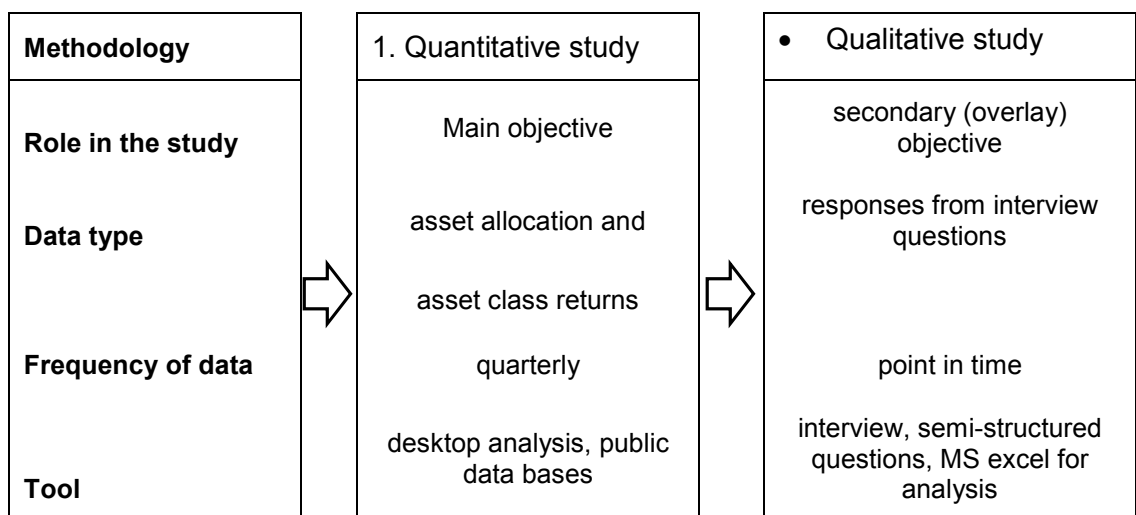 Methodology
Role in the study
Data type
Frequency of data
Tool
1. Quantitative study
Main objective
asset allocation and
asset class returns
quarterly
desktop analysis, public
data bases
• Qualitative study
secondary (overlay)
objective
responses from interview
questions
point in time
interview, semi-structured
questions, MS excel for
analysis